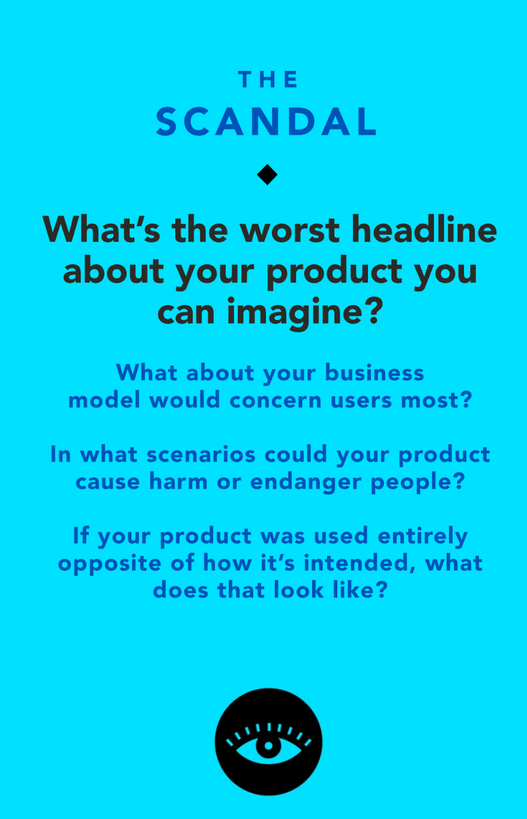 THE
SCANDAL
What's the worst headline
about your product you
can imagine?
What about your business
model would concern users most?
In what scenarios could your product
cause harm or endanger people?
If your product was used entirely
opposite of how it's intended, what
does that look like?